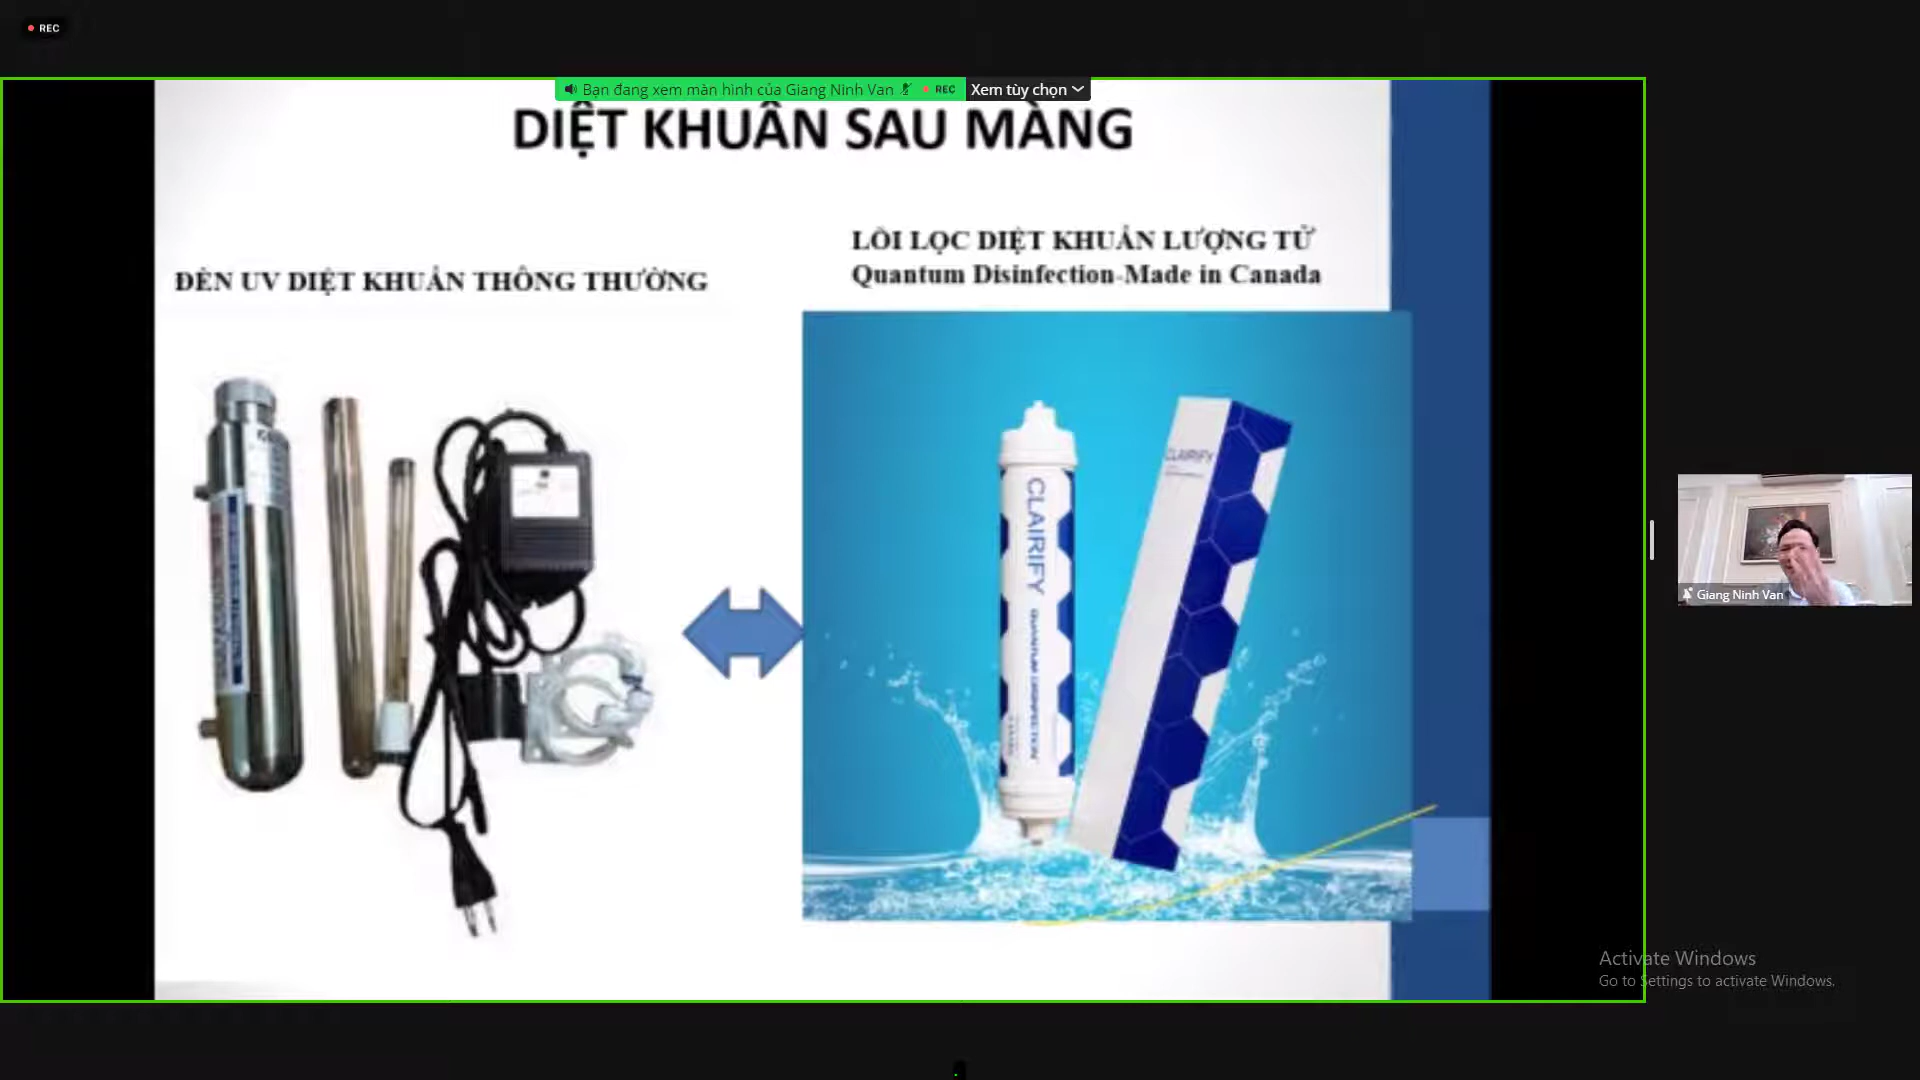 REC
Bạn đang xem màn hình của Giang Ninh Van
REC
Xem tùy chọn
DIỆT KHUẨN SAU MÀNG
ĐÈN UV DIỆT KHUẨN THÔNG THƯỜNG
LÕI LỌC DIỆT KHUẨN LƯỢNG TỬ
Quantum Disinfection-Made in Canada
CLAIRIFY
QUANTUM DISINFECTION
CLAIRIFY
Giang Ninh Van
Activate Windows
Go to Settings to activate Windows.